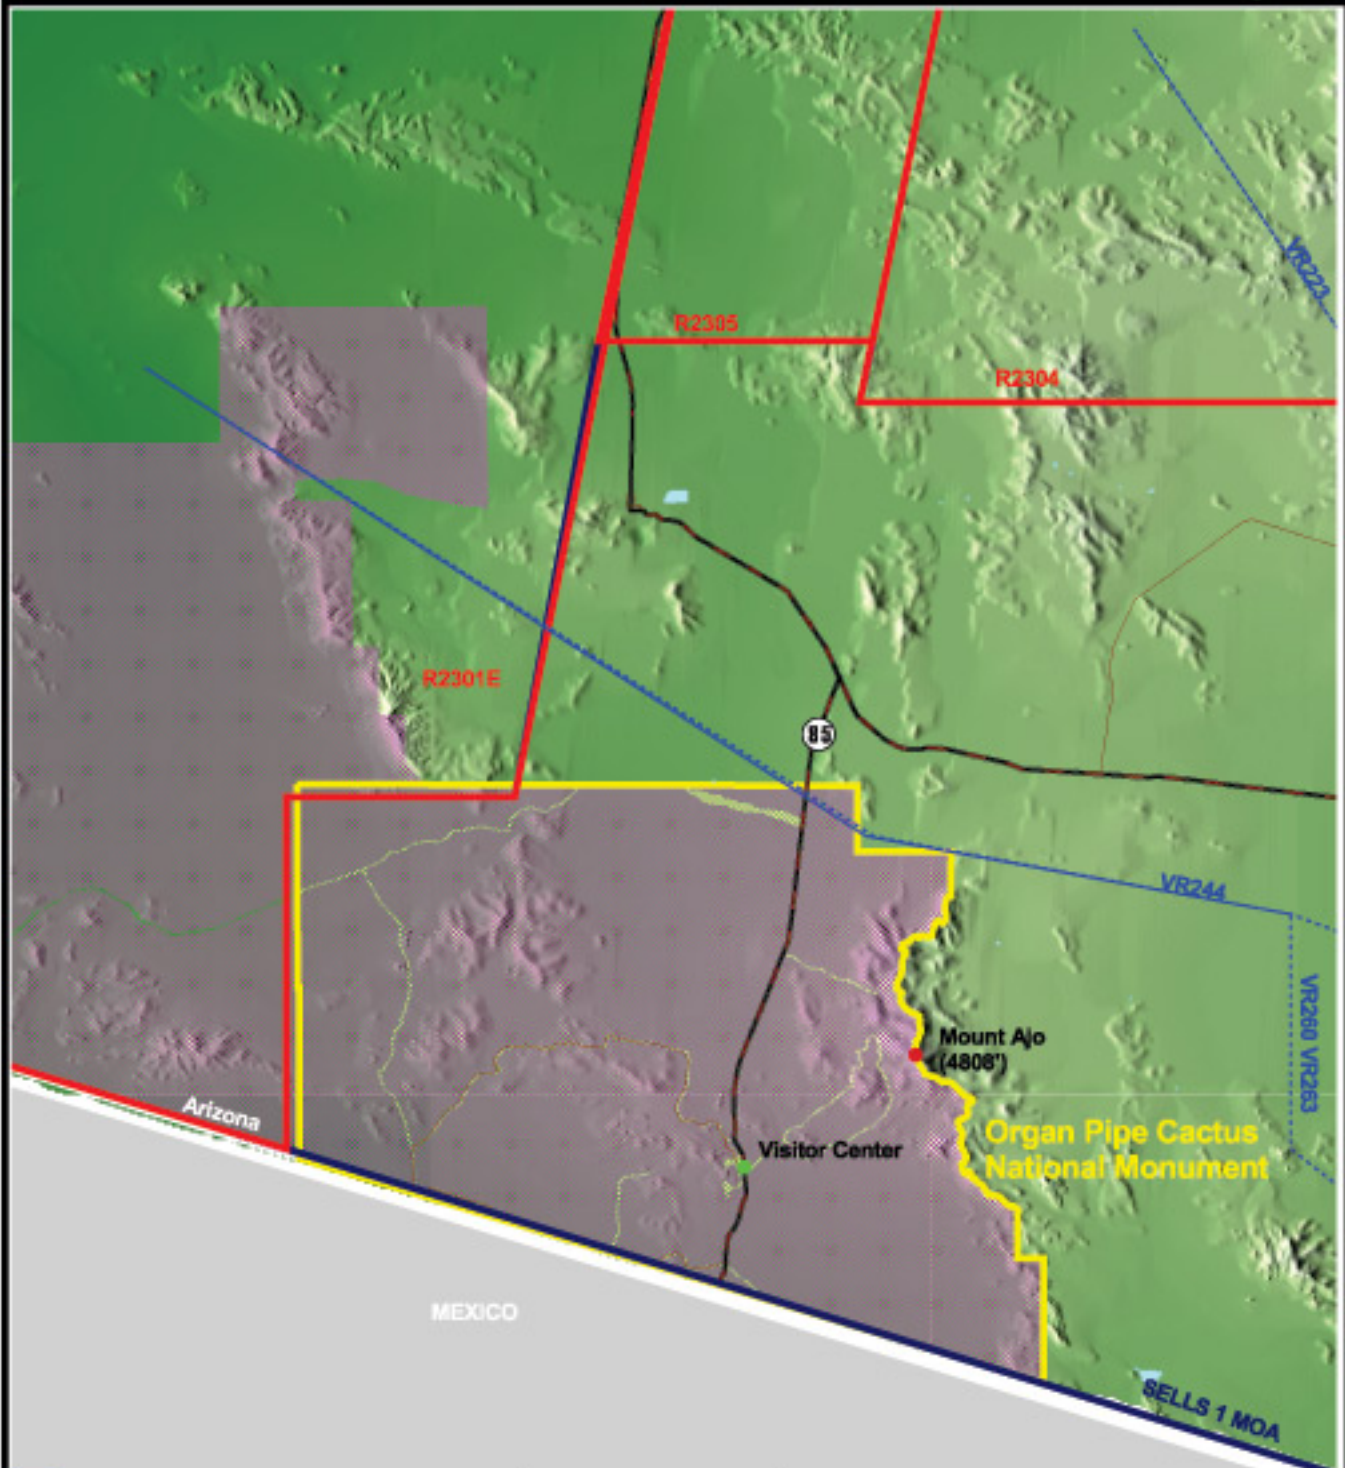 VR223
R2305
R2304
R2301E
85
VR244
VR260 VR263
Mount Ajo
(4808')
Arizona
Organ Pipe Cactus
National Monument
Visitor Center
MEXICO
SELLS 1 MOA